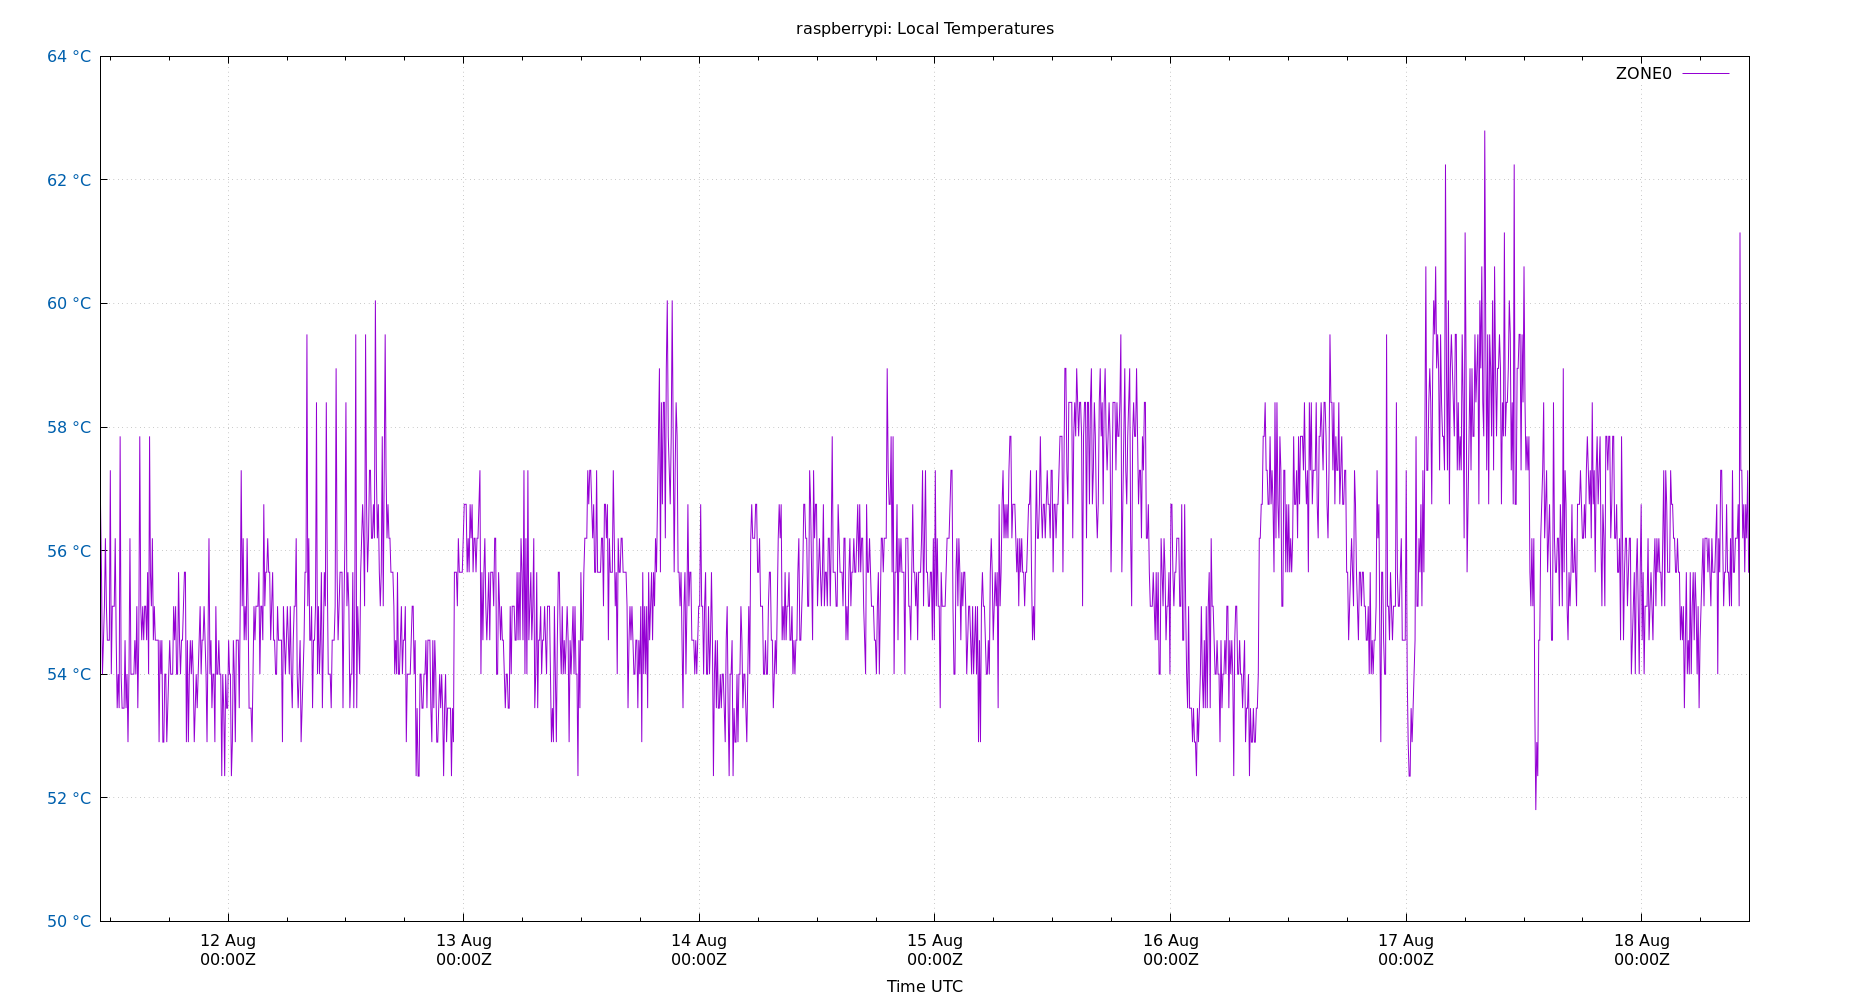 raspberrypi: Local Temperatures
64 °C
ZONE0
62 °C
60 °C
58 °C
56 °C
54 °C
52 °C
50 °C
12 Aug 13 Aug 14 Aug 15 Aug 16 Aug 17 Aug 18 Aug
00:00Z 00:00Z 00:00Z 00:00Z 00:00Z 00:00Z 00:00Z
Time UTC